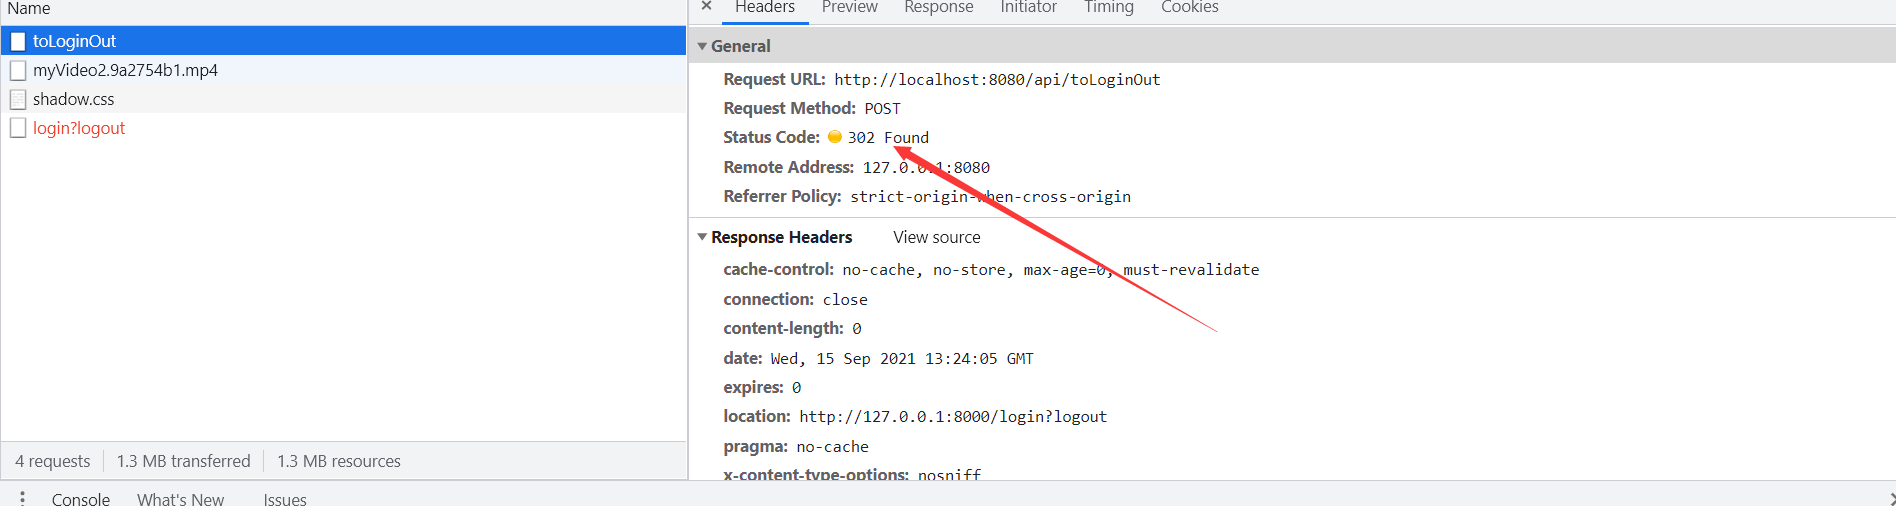 Name
toLoginOut
myVideo2.9a2754b1.mp4
shadow.css
login?logout
4 requests 1.3 MB transferred 1.3 MB resources
× Headers Preview Response Initiator Timing Cookies
General
Request URL: http://localhost:8080/api/toLoginOut
Request Method: POST
Status Code: 302 Found
Remote Address: 127.0.0.1:8080
Referrer Policy: strict-origin-when-cross-origin
Response Headers View source
cache-control: no-cache, no-store, max-age=0, must-revalidate
connection: close
content-length: 0
date: Wed, 15 Sep 2021 13:24:05 GMT
expires: 0
location: http://127.0.0.1:8000/login?logout
pragma: no-cache
x-content-type-options: nosniff
Console What's New Issues